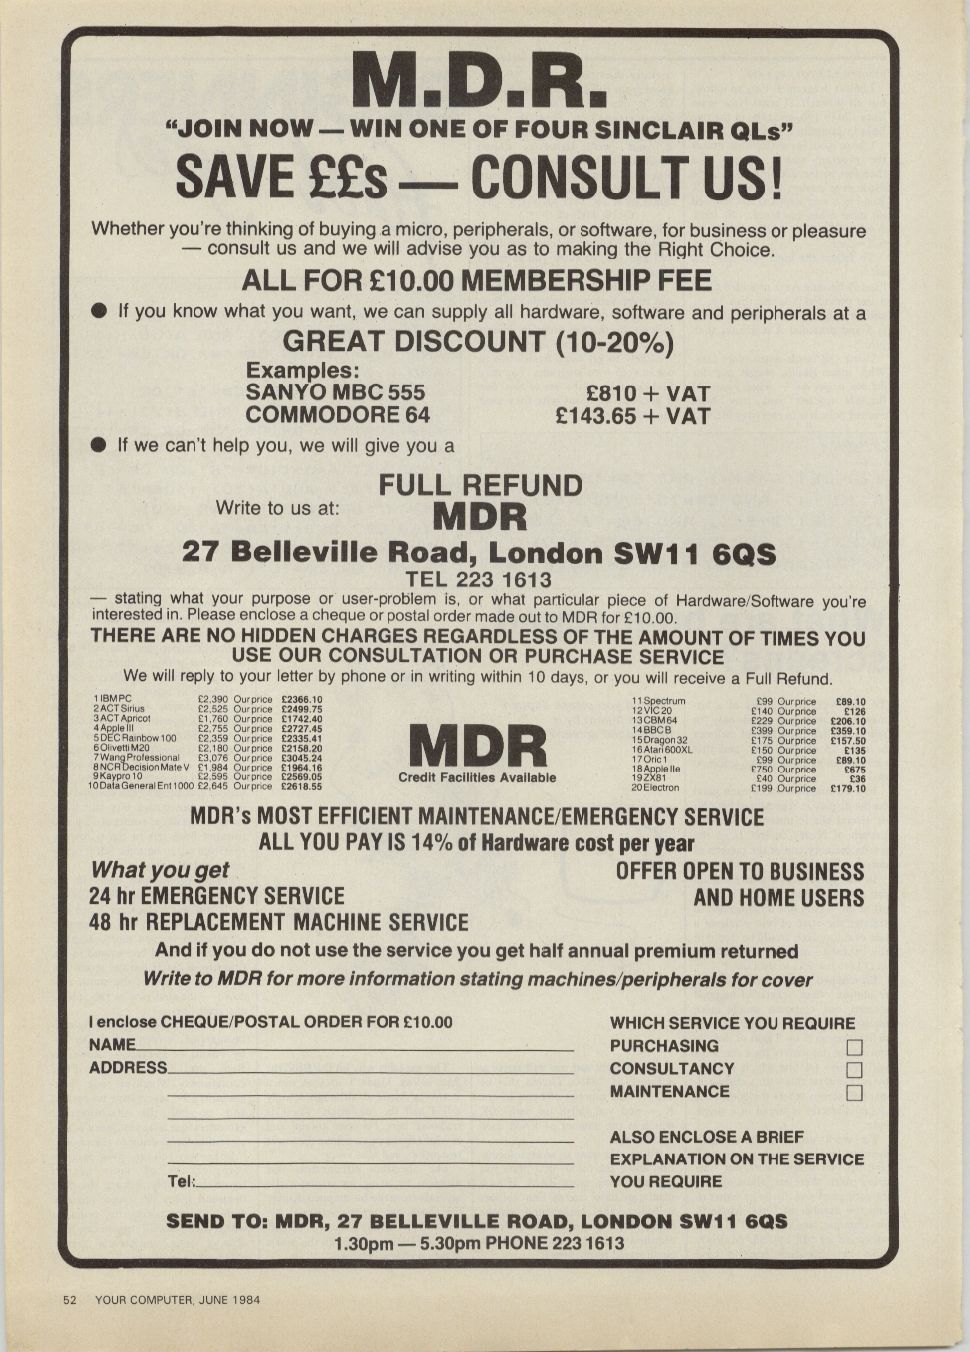 M.D.R.
"JOIN NOW — WIN ONE OF FOUR SINCLAIR QLs"
SAVE ££s — CONSULT US!
Whether you're thinking of buying a micro, peripherals, or software, for business or pleasure
— consult us and we will advise you as to making the Right Choice.
ALL FOR £10.00 MEMBERSHIP FEE
● If you know what you want, we can supply all hardware, software and peripherals at a
GREAT DISCOUNT (10-20%)
Examples:
SANYO MBC 555 £810 + VAT
COMMODORE 64 £143.65 + VAT
● If we can't help you, we will give you a
FULL REFUND
Write to us at:
MDR
27 Belleville Road, London SW11 6QS
TEL 223 1613
— stating what your purpose or user-problem is, or what particular piece of Hardware/Software you're
interested in. Please enclose a cheque or postal order made out to MDR for £10.00.
THERE ARE NO HIDDEN CHARGES REGARDLESS OF THE AMOUNT OF TIMES YOU
USE OUR CONSULTATION OR PURCHASE SERVICE
We will reply to your letter by phone or in writing within 10 days, or you will receive a Full Refund.
1 IBM PC £2,390 Our price £2366.10
2 ACT Sirius £2,525 Our price £2499.75
3 ACT Apricot £1,760 Our price £1742.40
4 Apple III £2,755 Our price £2727.45
5 DEC Rainbow 100 £2,359 Our price £2335.41
6 Olivetti M20 £2,180 Our price £2158.20
7 Wang Professional £3,076 Our price £3045.24
8 NCR Decision Mate V £1,984 Our price £1964.16
9 Kaypro 10 £2,595 Our price £2569.05
10 Data General Ent 1000 £2,645 Our price £2618.55
MDR
Credit Facilities Available
11 Spectrum £99 Our price £89.10
12 VIC 20 £140 Our price £126
13 CBM 64 £229 Our price £206.10
14 BBC B £399 Our price £359.10
15 Dragon 32 £175 Our price £157.50
16 Atari 600XL £150 Our price £135
17 Oric 1 £99 Our price £89.10
18 Apple IIe £750 Our price £675
19 ZX81 £40 Our price £36
20 Electron £199 Our price £179.10
MDR's MOST EFFICIENT MAINTENANCE/EMERGENCY SERVICE
ALL YOU PAY IS 14% of Hardware cost per year
What you get
24 hr EMERGENCY SERVICE
48 hr REPLACEMENT MACHINE SERVICE
OFFER OPEN TO BUSINESS
AND HOME USERS
And if you do not use the service you get half annual premium returned
Write to MDR for more information stating machines/peripherals for cover
I enclose CHEQUE/POSTAL ORDER FOR £10.00
NAME
ADDRESS
Tel:
WHICH SERVICE YOU REQUIRE
PURCHASING
CONSULTANCY
MAINTENANCE
ALSO ENCLOSE A BRIEF
EXPLANATION ON THE SERVICE
YOU REQUIRE
SEND TO: MDR, 27 BELLEVILLE ROAD, LONDON SW11 6QS
1.30pm — 5.30pm PHONE 223 1613
52 YOUR COMPUTER, JUNE 1984